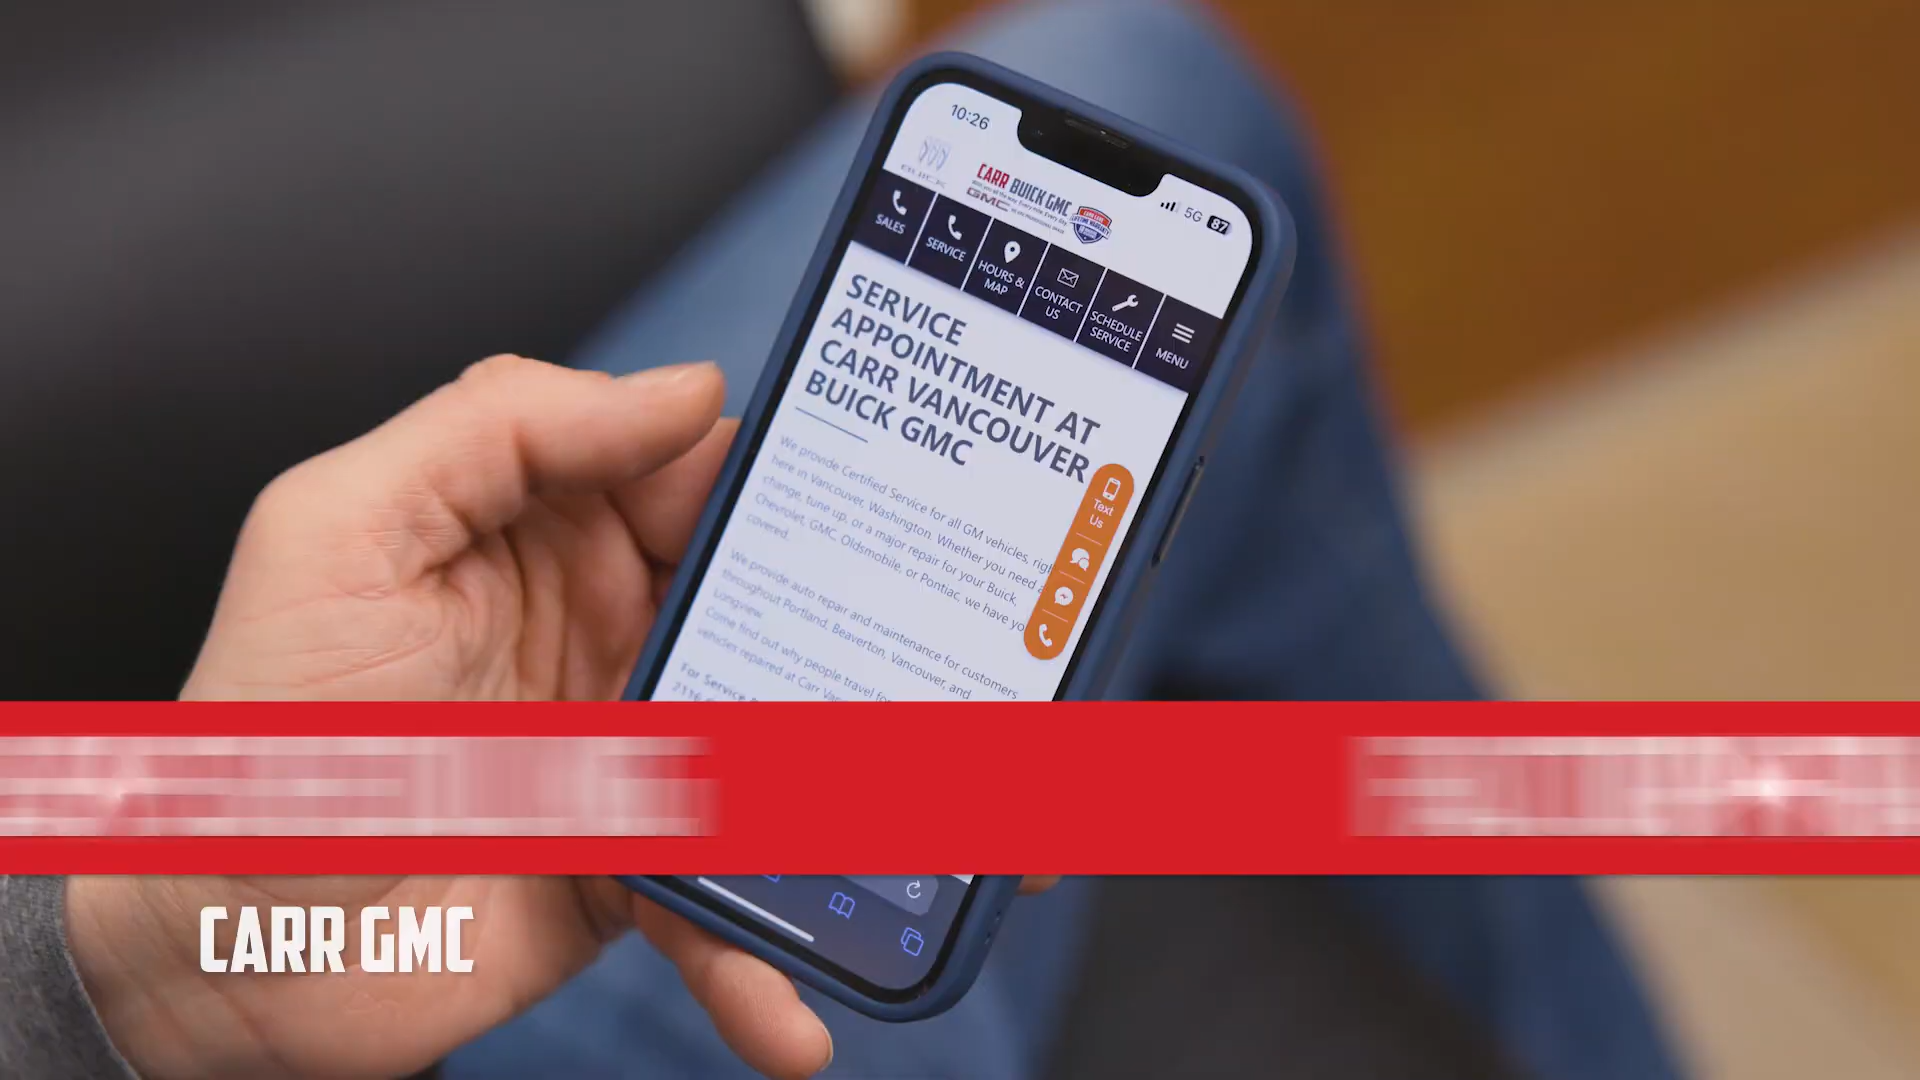 10:26
5G 87
BUICK
CARR BUICK GMC
GMC
SALES
SERVICE
HOURS &
MAP
CONTACT
US
SCHEDULE
SERVICE
MENU
SERVICE
APPOINTMENT AT
CARR VANCOUVER
BUICK GMC
We provide Certified Service for all GM vehicles,
here in Vancouver, Washington. Whether you need
change, tune up, or a major repair for your Buick,
Chevrolet, GMC, Oldsmobile, or Pontiac, we have
covered.
We provide auto repair and maintenance for customers
throughout Portland, Beaverton, Vancouver, and
Longview.
Come find out why people travel
vehicles repaired at Carr
For Service
Text
Us
CARR GMC